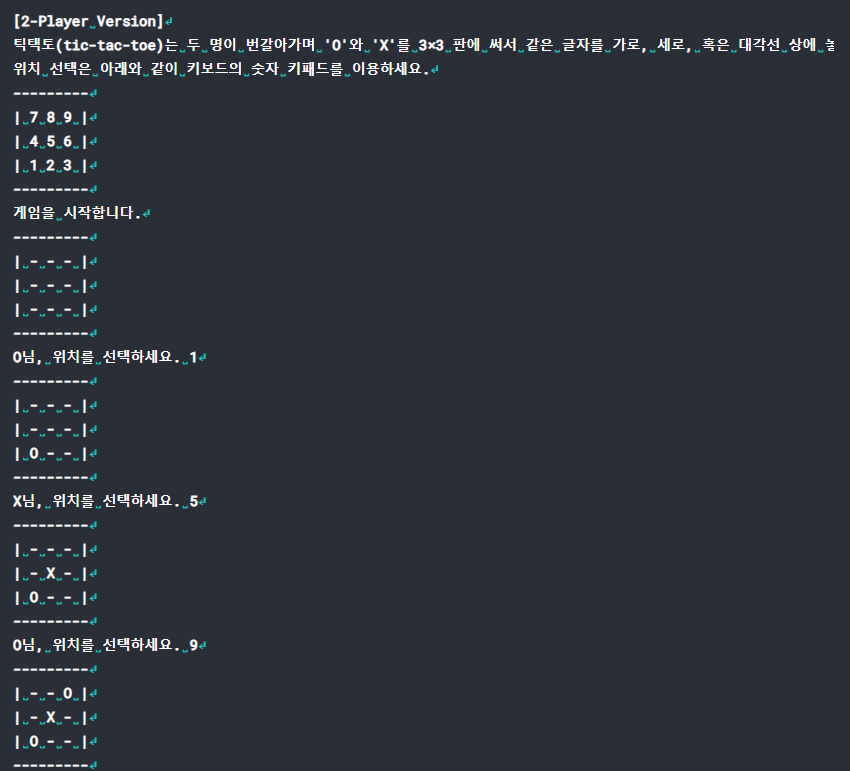 [2-Player Version]
틱택토(tic-tac-toe)는 두 명이 번갈아가며 'O'와 'X'를 3×3 판에 써서 같은 글자를 가로, 세로, 혹은 대각선 상에
위치 선택은 아래와 같이 키보드의 숫자 키패드를 이용하세요.
---------
| 7 8 9 |
| 4 5 6 |
| 1 2 3 |
---------
게임을 시작합니다.
---------
| - - - |
| - - - |
| - - - |
---------
O님, 위치를 선택하세요. 1
---------
| - - - |
| - - - |
| O - - |
---------
X님, 위치를 선택하세요. 5
---------
| - - - |
| - X - |
| O - - |
---------
O님, 위치를 선택하세요. 9
---------
| - - O |
| - X - |
| O - - |
---------